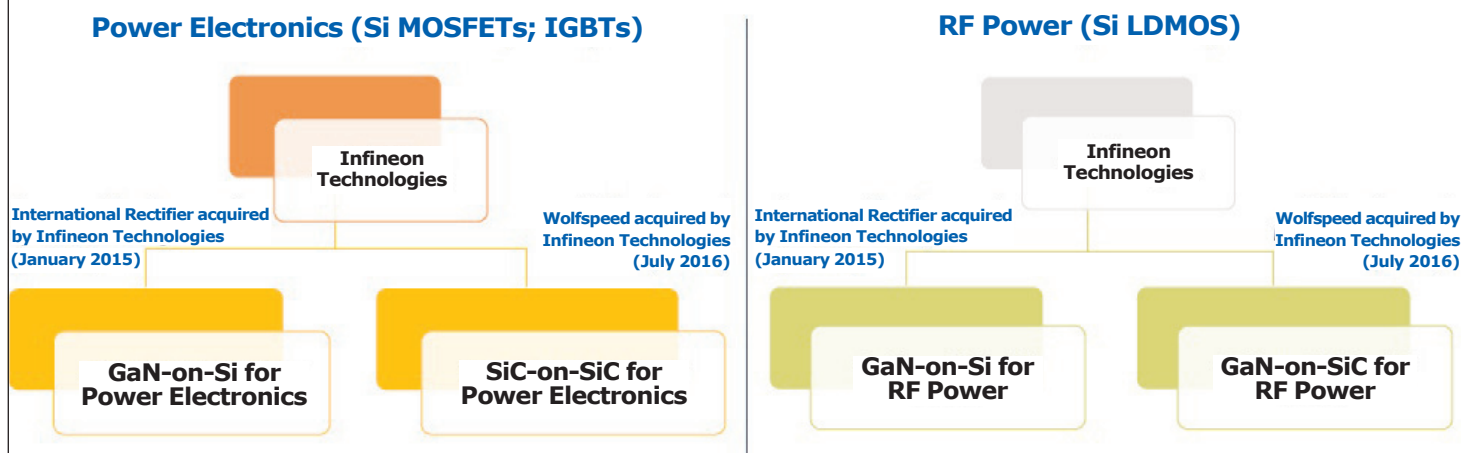 Power Electronics (Si MOSFETs; IGBTs)
Infineon
Technologies
International Rectifier acquired
by Infineon Technologies
(January 2015)
Wolfspeed acquired by
Infineon Technologies
(July 2016)
GaN-on-Si for
Power Electronics
SiC-on-SiC for
Power Electronics
RF Power (Si LDMOS)
Infineon
Technologies
International Rectifier acquired
by Infineon Technologies
(January 2015)
Wolfspeed acquired by
Infineon Technologies
(July 2016)
GaN-on-Si for
RF Power
GaN-on-SiC for
RF Power